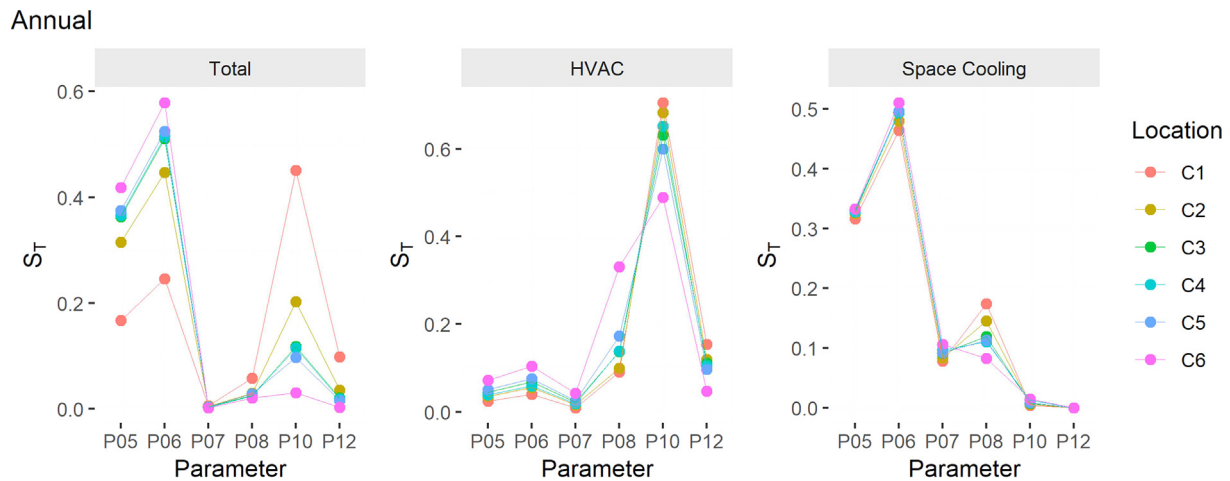 Annual
Total
HVAC
Space Cooling
0.6
0.4
0.2
0.0
S_T
P05 P06 P07 P08 P10 P12
Parameter
0.6
0.4
0.2
0.0
S_T
P05 P06 P07 P08 P10 P12
Parameter
0.5
0.4
0.3
0.2
0.1
0.0
S_T
P05 P06 P07 P08 P10 P12
Parameter
Location
C1
C2
C3
C4
C5
C6